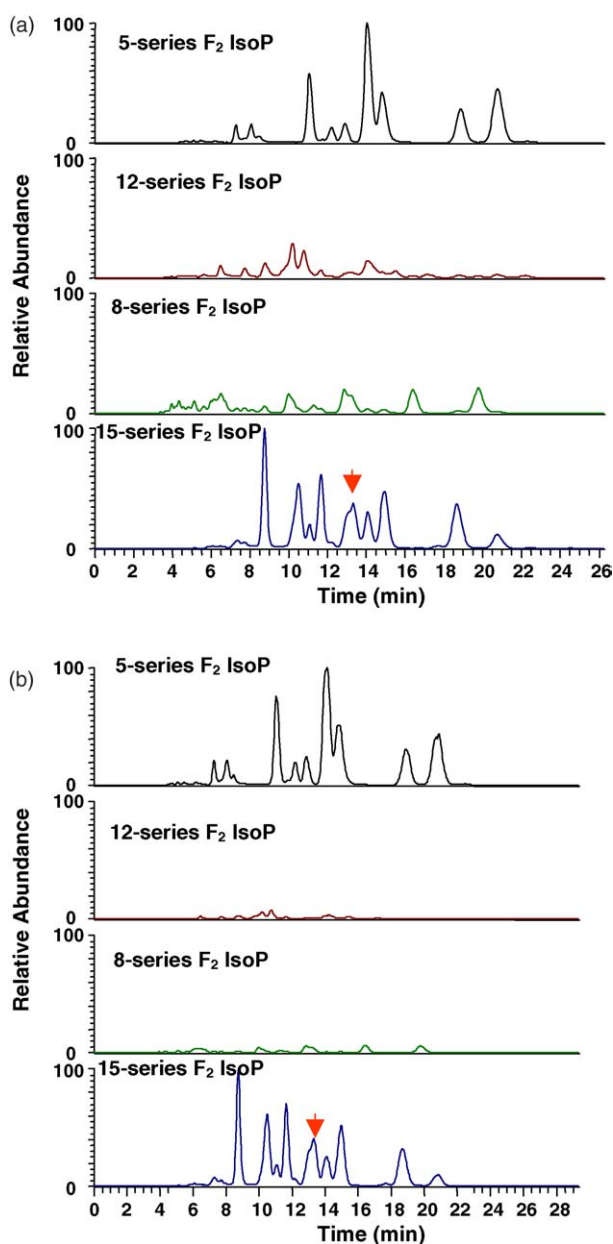 (a)
100
5-series F₂ IsoP
0
100
12-series F₂ IsoP
0
100
8-series F₂ IsoP
0
100
15-series F₂ IsoP
0
Relative Abundance
0 2 4 6 8 10 12 14 16 18 20 22 24 26
Time (min)
(b)
100
5-series F₂ IsoP
0
100
12-series F₂ IsoP
0
100
8-series F₂ IsoP
0
100
15-series F₂ IsoP
0
Relative Abundance
0 2 4 6 8 10 12 14 16 18 20 22 24 26 28
Time (min)